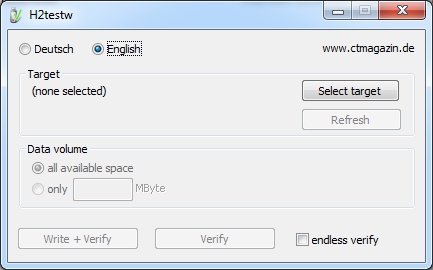 H2testw
Deutsch English www.ctmagazin.de
Target
(none selected) Select target
Refresh
Data volume
all available space
only MByte
Write + Verify Verify endless verify